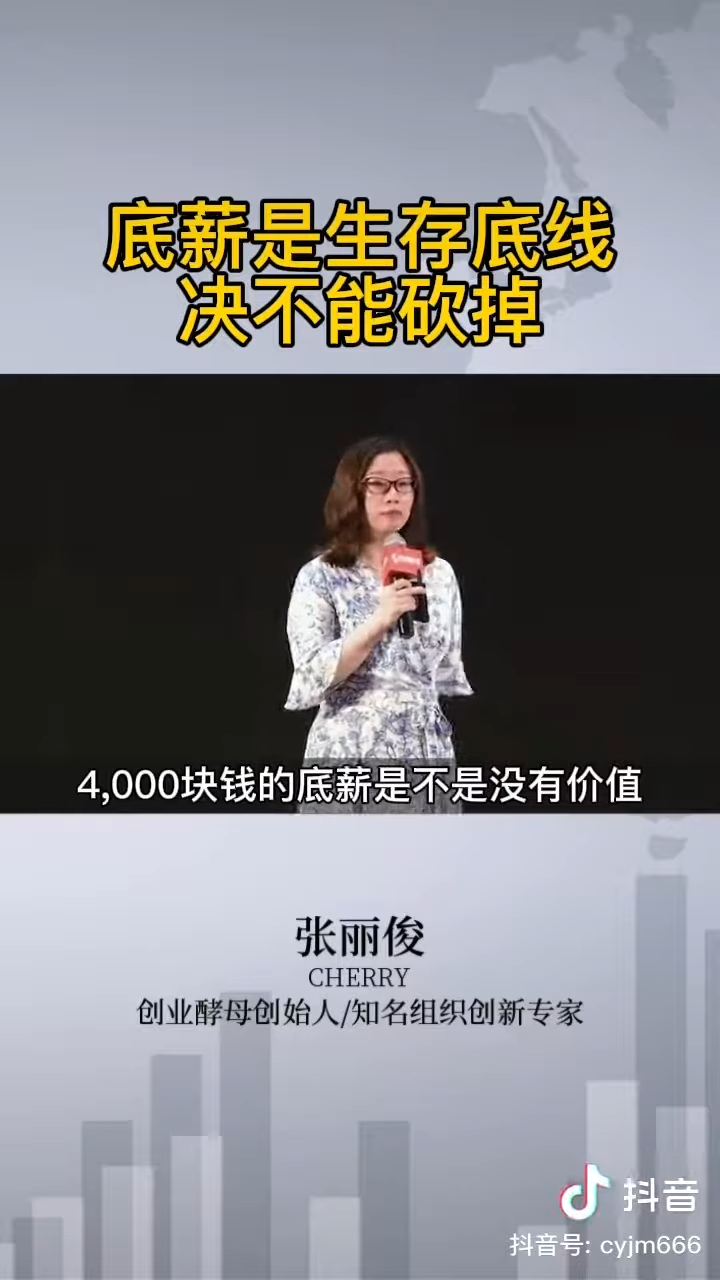 底薪是生存底线
决不能砍掉
4,000块钱的底薪是不是没有价值
张丽俊
CHERRY
创业酵母创始人/知名组织创新专家
抖音
抖音号: cyjm666